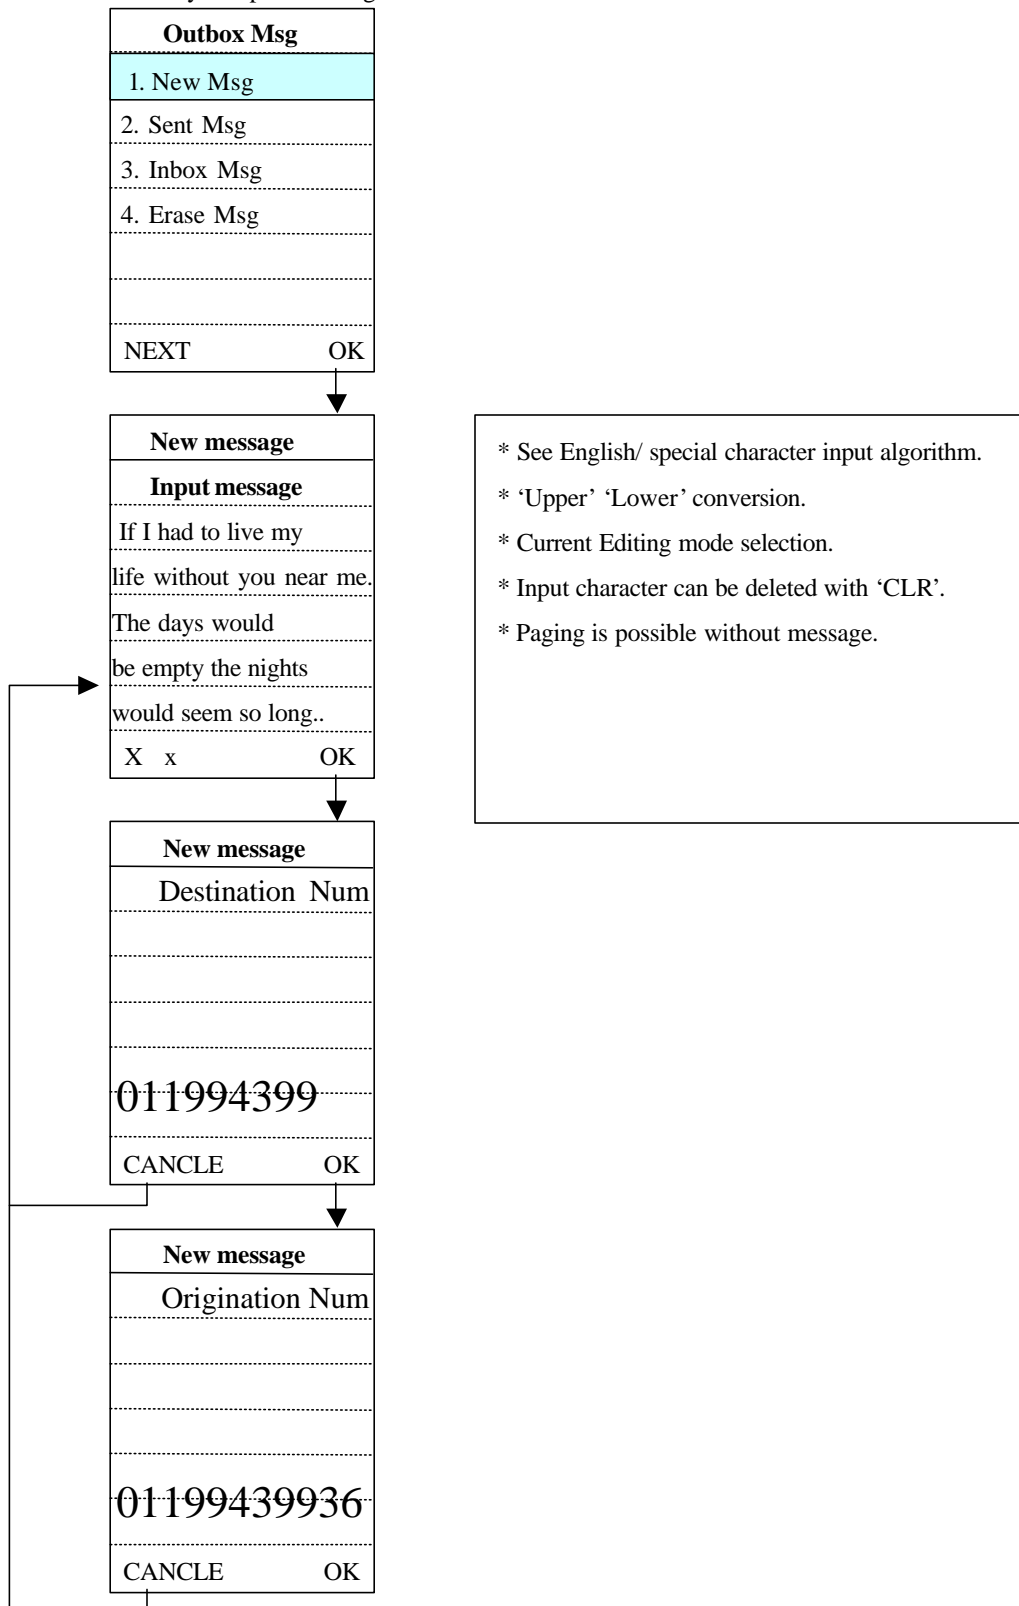 Outbox Msg
1. New Msg
2. Sent Msg
3. Inbox Msg
4. Erase Msg
NEXT OK
New message
Input message
If I had to live my
life without you near me.
The days would
be empty the nights
would seem so long..
X x OK
* See English/ special character input algorithm.
* ‘Upper’ ‘Lower’ conversion.
* Current Editing mode selection.
* Input character can be deleted with ‘CLR’.
* Paging is possible without message.
New message
Destination Num
011994399
CANCLE OK
New message
Origination Num
01199439936
CANCLE OK